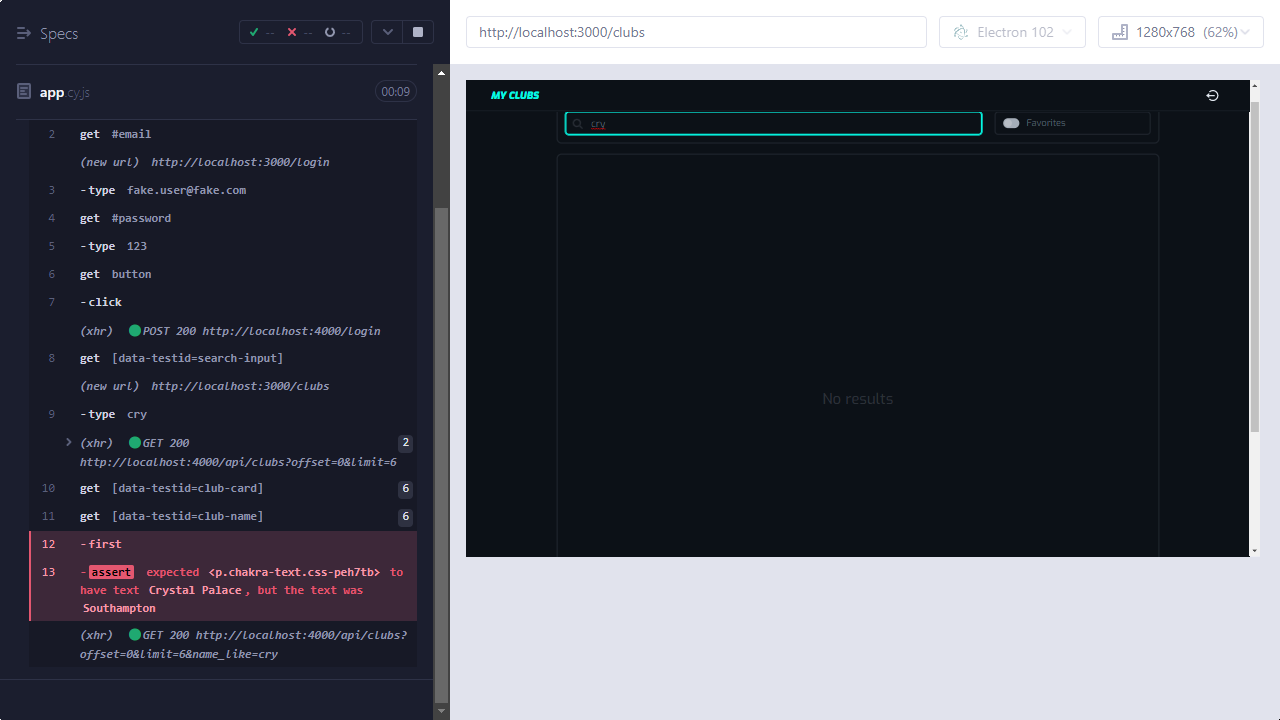 Specs
--
--
--
app.cy.js
00:09
2 get #email
(new url) http://localhost:3000/login
3 -type fake.user@fake.com
4 get #password
5 -type 123
6 get button
7 -click
(xhr) POST 200 http://localhost:4000/login
8 get [data-testid=search-input]
(new url) http://localhost:3000/clubs
9 -type cry
(xhr) GET 200 2
http://localhost:4000/api/clubs?offset=0&limit=6
10 get [data-testid=club-card] 6
11 get [data-testid=club-name] 6
12 -first
13 -assert expected <p.chakra-text.css-peh7tb> to
have text Crystal Palace, but the text was
Southampton
(xhr) GET 200 http://localhost:4000/api/clubs?
offset=0&limit=6&name_like=cry
http://localhost:3000/clubs
Electron 102
1280x768 (62%)
MY CLUBS
cry
Favorites
No results